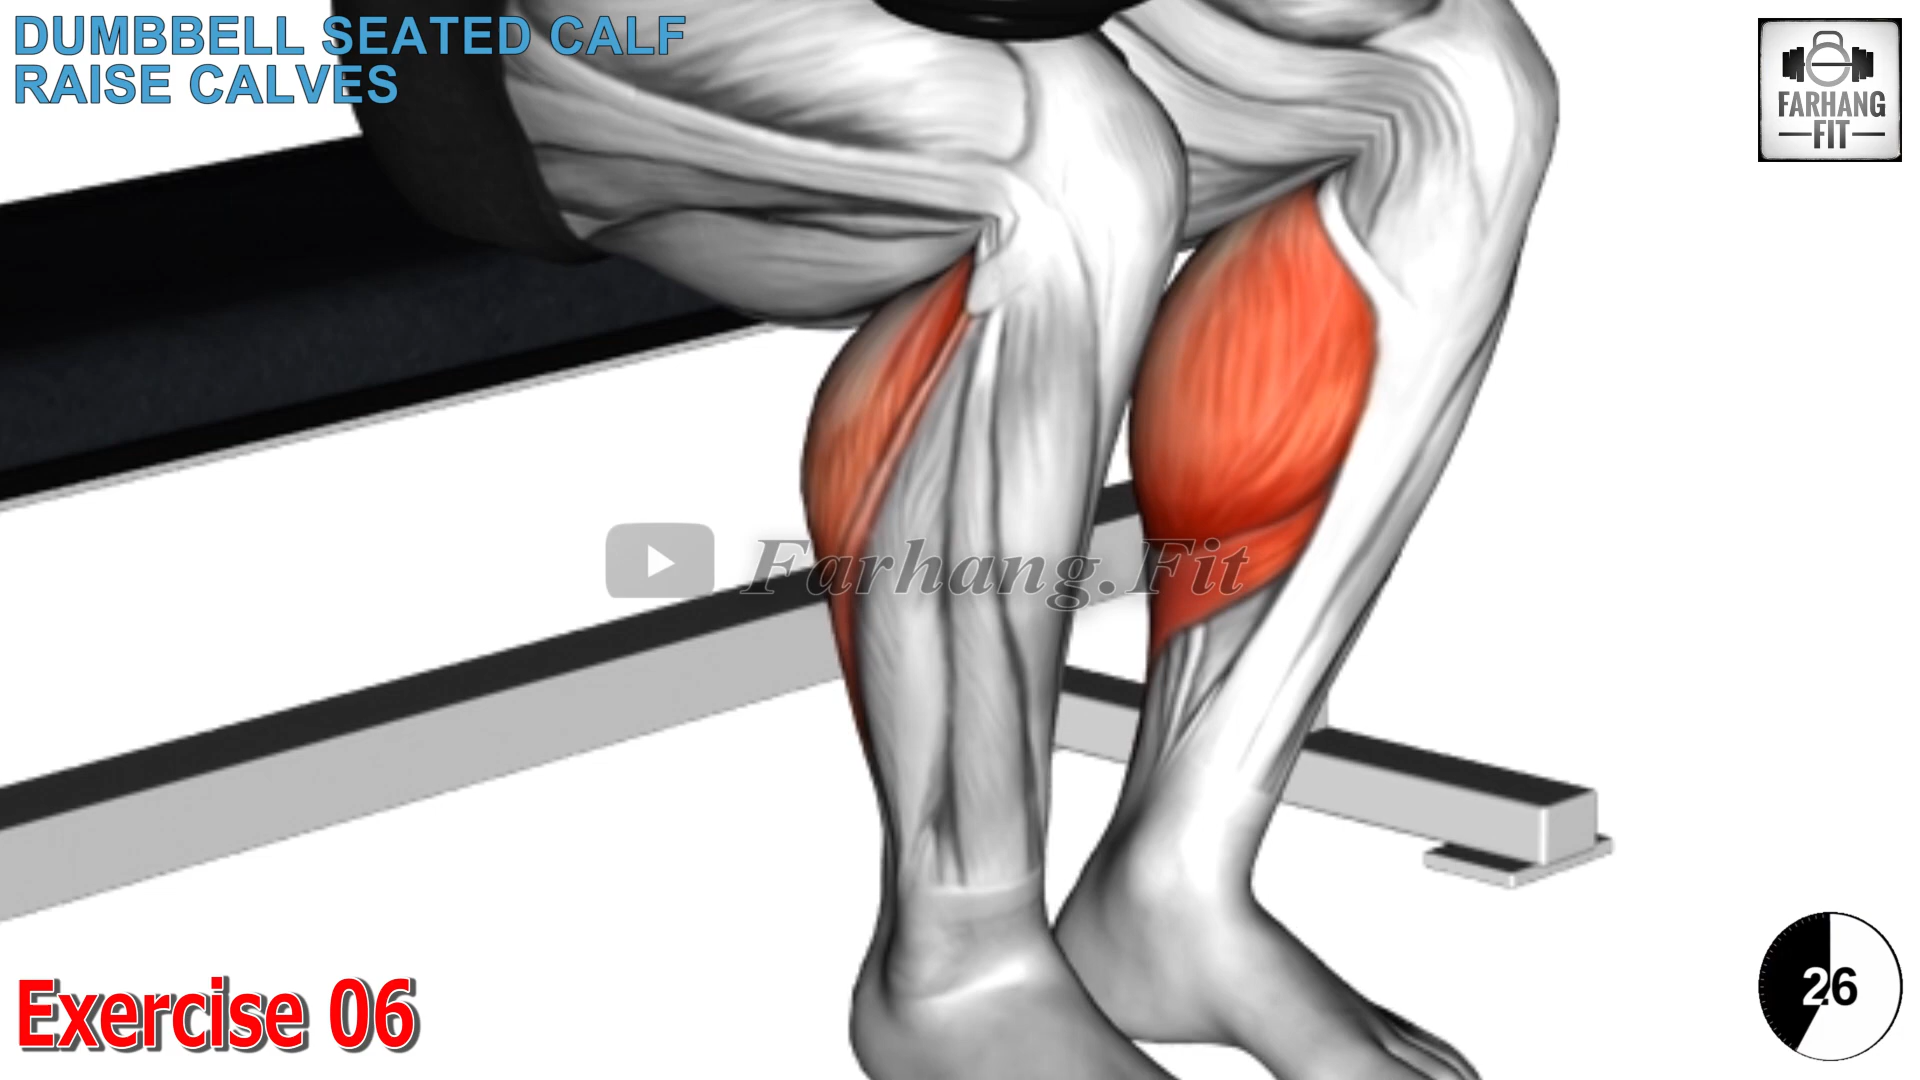 DUMBBELL SEATED CALF
RAISE CALVES
FARHANG
FIT
Farhang.Fit
Exercise 06
26